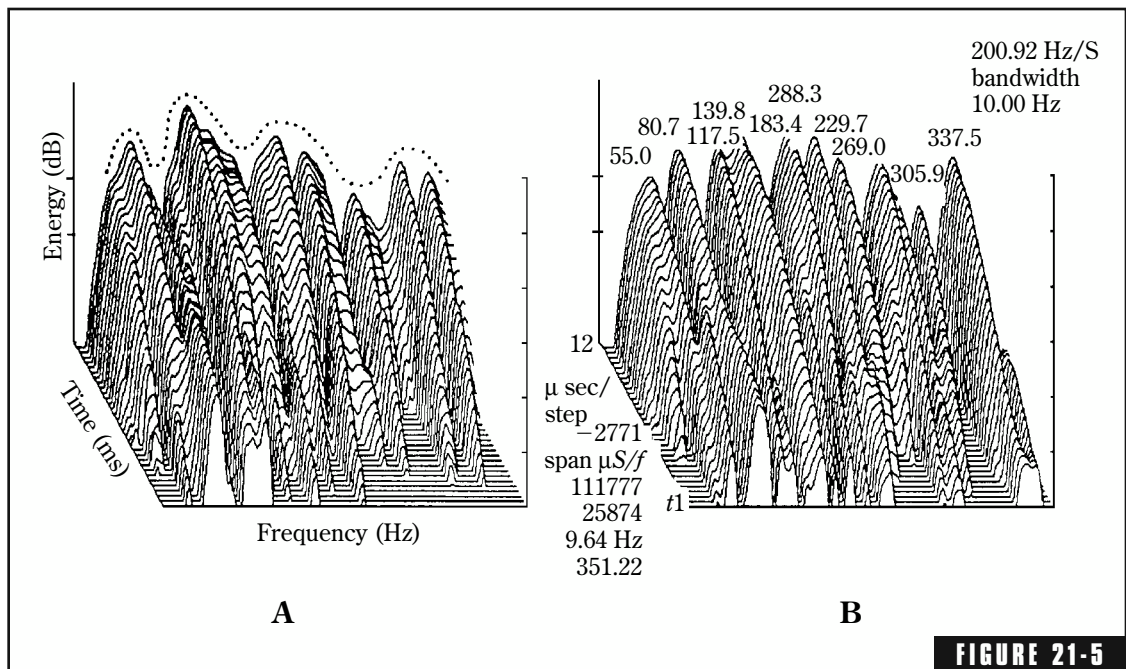 Energy (dB)
Time (ms)
Frequency (Hz)
A
200.92 Hz/S
bandwidth
10.00 Hz
55.0
80.7
117.5
139.8
183.4
288.3
229.7
269.0
305.9
337.5
12
μ sec/
step
−2771
span μS/f
111777
25874
9.64 Hz
351.22
t1
B
FIGURE 21-5